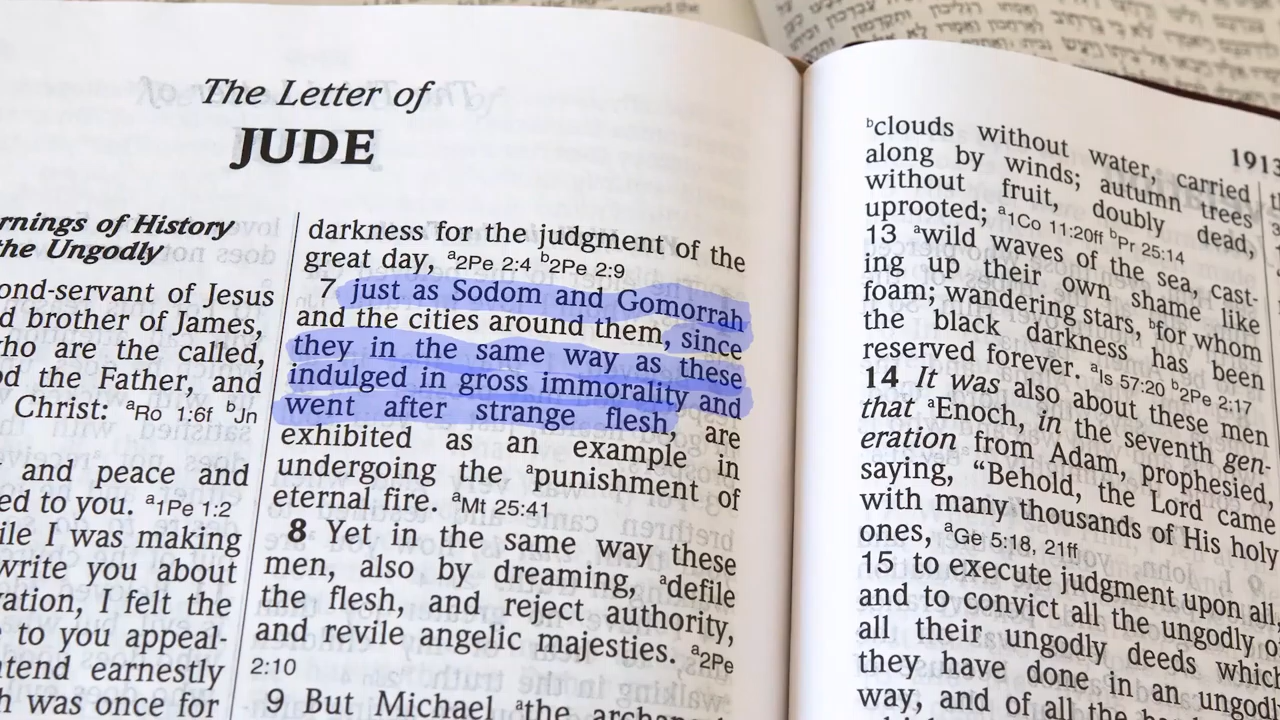 The Letter of
JUDE
rnings of History
the Ungodly
ond-servant of Jesus
d brother of James,
ho are the called,
od the Father, and
Christ: aRo 1:6f bJn
and peace and
ed to you. a1Pe 1:2
ile I was making
write you about
ation, I felt the
to you appeal-
tend earnestly
h was once for
darkness for the judgment of the
great day, a2Pe 2:4 b2Pe 2:9
7 just as Sodom and Gomorrah
and the cities around them, since
they in the same way as these
indulged in gross immorality and
went after strange flesh, are
exhibited as an example in
undergoing the apunishment of
eternal fire. aMt 25:41
8 Yet in the same way these
men, also by dreaming, adefile
the flesh, and reject authority,
and revile angelic majesties. a2Pe
2:10
9 But Michael athe archang
1913
bclouds without water, carried
along by winds; autumn trees
without fruit, doubly dead,
uprooted; a1Co 11:20ff bPr 25:14
13 awild waves of the sea, cast-
ing up their own shame like
foam; wandering stars, bfor whom
the black darkness has been
reserved forever. aIs 57:20 b2Pe 2:17
14 It was also about these men
that aEnoch, in the seventh gen-
eration from Adam, prophesied,
saying, “Behold, the Lord came
with many thousands of His holy
ones, aGe 5:18, 21ff
15 to execute judgment upon all,
and to convict all the ungodly of
all their ungodly deeds which
they have done in an ungodl
way, and of all the